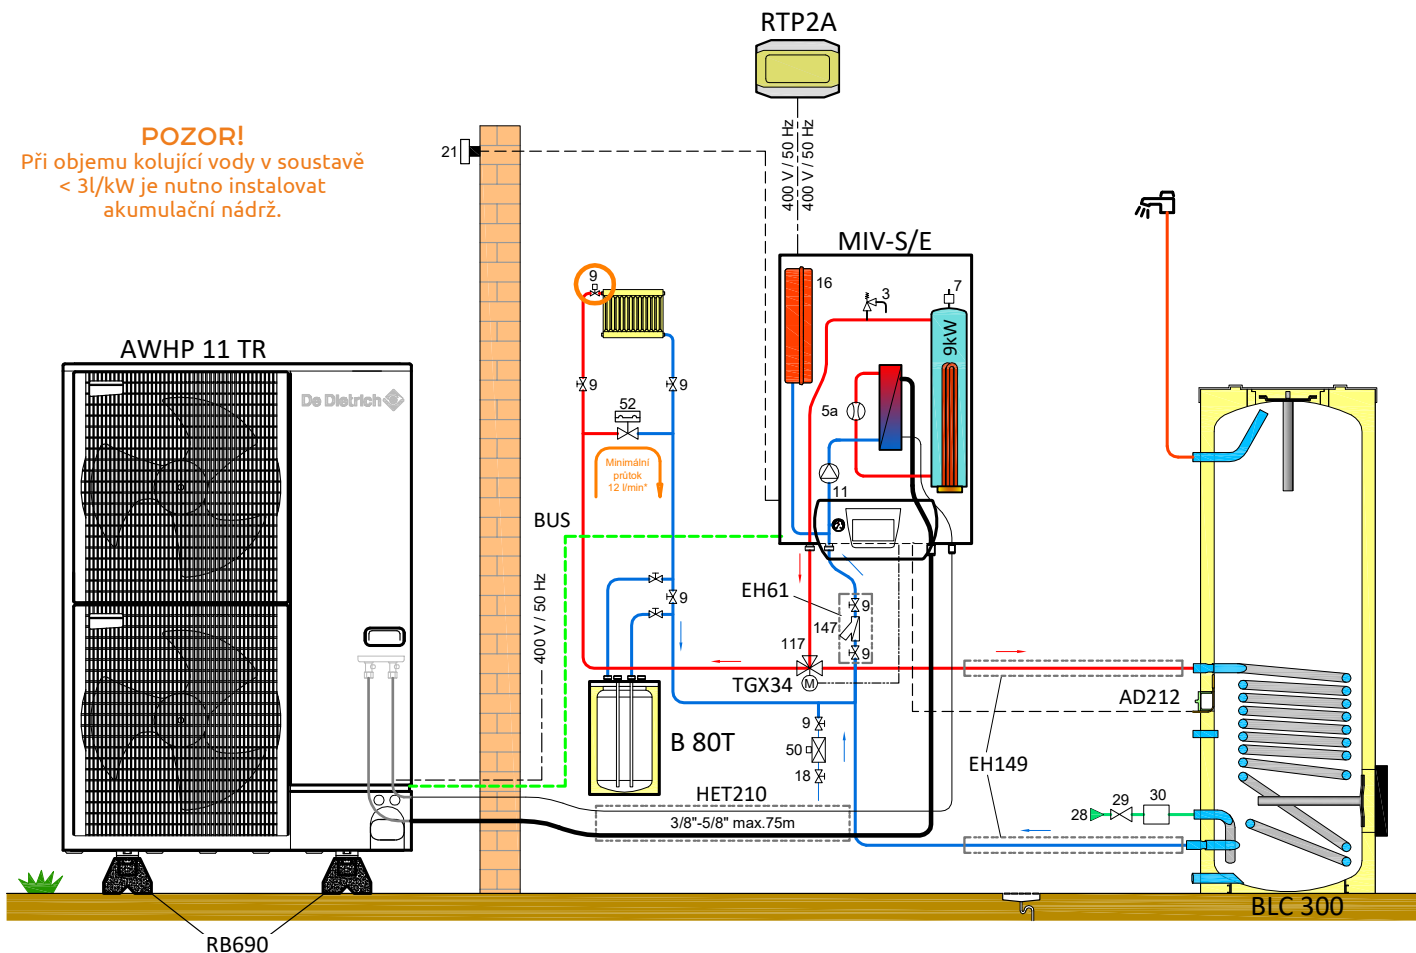 RTP2A
POZOR!
Při objemu kolující vody v soustavě
< 3l/kW je nutno instalovat
akumulační nádrž.
21
400 V / 50 Hz
400 V / 50 Hz
MIV-S/E
9
16
3
7
9kW
AWHP 11 TR
De Dietrich
9
9
52
5a
Minimální
průtok
12 l/min*
11
BUS
400 V / 50 Hz
EH61
9
9
147
117
9
M
TGX34
AD212
B 80T
9
50
18
EH149
HET210
3/8"-5/8" max.75m
28
29
30
BLC 300
RB690